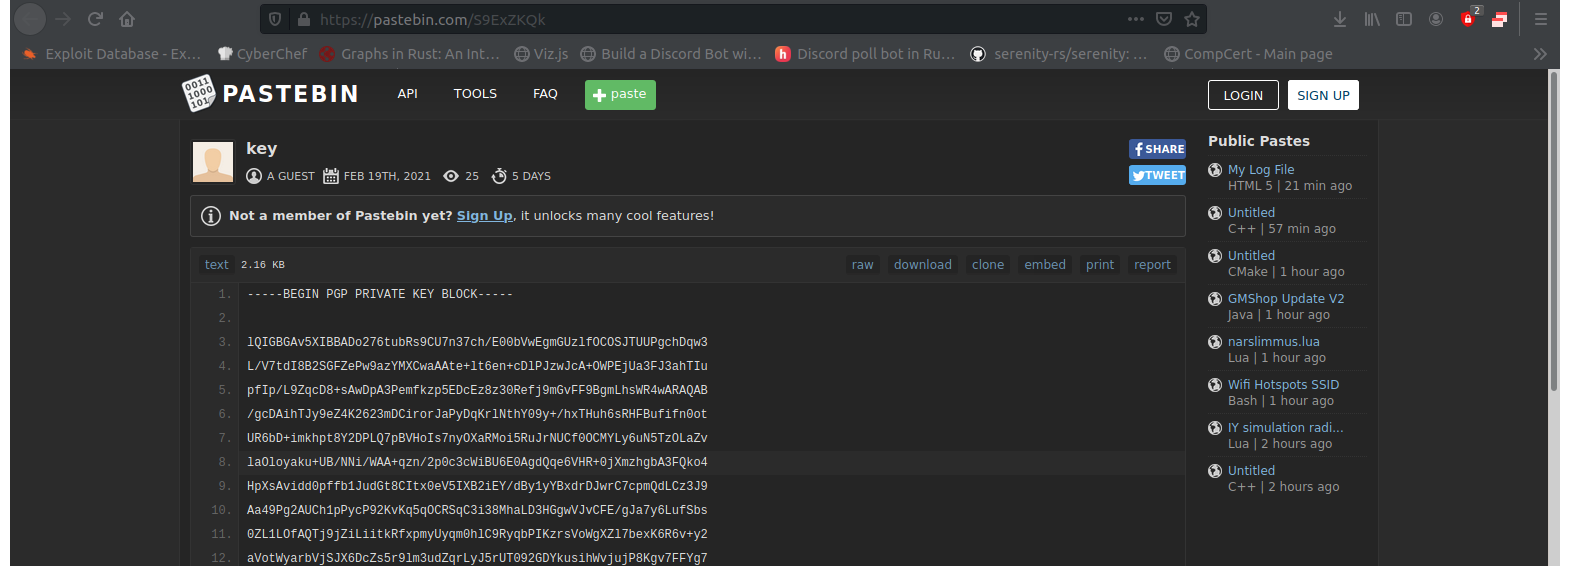 https://pastebin.com/S9ExZKQk
2
Exploit Database - Ex... CyberChef Graphs in Rust: An Int... Viz.js Build a Discord Bot wi... Discord poll bot in Ru... serenity-rs/serenity: ... CompCert - Main page
0011
1000
101
PASTEBIN API TOOLS FAQ paste LOGIN SIGN UP
key
A GUEST FEB 19TH, 2021 25 5 DAYS
SHARE
TWEET
Not a member of Pastebin yet? Sign Up, it unlocks many cool features!
text 2.16 KB raw download clone embed print report
1. -----BEGIN PGP PRIVATE KEY BLOCK-----
2.
3. lQIGBGAv5XIBBADo276tubRs9CU7n37ch/E00bVwEgmGUzlfOCOSJTUUPgchDqw3
4. L/V7tdI8B2SGFZePw9azYMXCwaAAte+lt6en+cDlPJzwJcA+OWPEjUa3FJ3ahTIu
5. pfIp/L9ZqcD8+sAwDpA3Pemfkzp5EDcEz8z30Refj9mGvFF9BgmLhsWR4wARAQAB
6. /gcDAihTJy9eZ4K2623mDCirorJaPyDqKrlNthY09y+/hxTHuh6sRHFBufifn0ot
7. UR6bD+imkhpt8Y2DPLQ7pBVHoIs7nyOXaRMoi5RuJrNUCf0OCMYLy6uN5TzOLaZv
8. laOloyaku+UB/NNi/WAA+qzn/2p0c3cWiBU6E0AgdQqe6VHR+0jXmzhgbA3FQko4
9. HpXsAvidd0pffb1JudGt8CItx0eV5IXB2iEY/dBy1yYBxdrDJwrC7cpmQdLCz3J9
10. Aa49Pg2AUCh1pPycP92KvKq5qOCRSqC3i38MhaLD3HGgwVJvCFE/gJa7y6LufSbs
11. 0ZL1LOfAQTj9jZiLiitkRfxpmyUyqm0hlC9RyqbPIKzrsVoWgXZl7bexK6R6v+y2
12. aVotWyarbVjSJX6DcZs5r9lm3udZqrLyJ5rUT092GDYkusihWvjujP8Kgv7FFYg7
Public Pastes
My Log File
HTML 5 | 21 min ago
Untitled
C++ | 57 min ago
Untitled
CMake | 1 hour ago
GMShop Update V2
Java | 1 hour ago
narslimmus.lua
Lua | 1 hour ago
Wifi Hotspots SSID
Bash | 1 hour ago
IY simulation radi...
Lua | 2 hours ago
Untitled
C++ | 2 hours ago